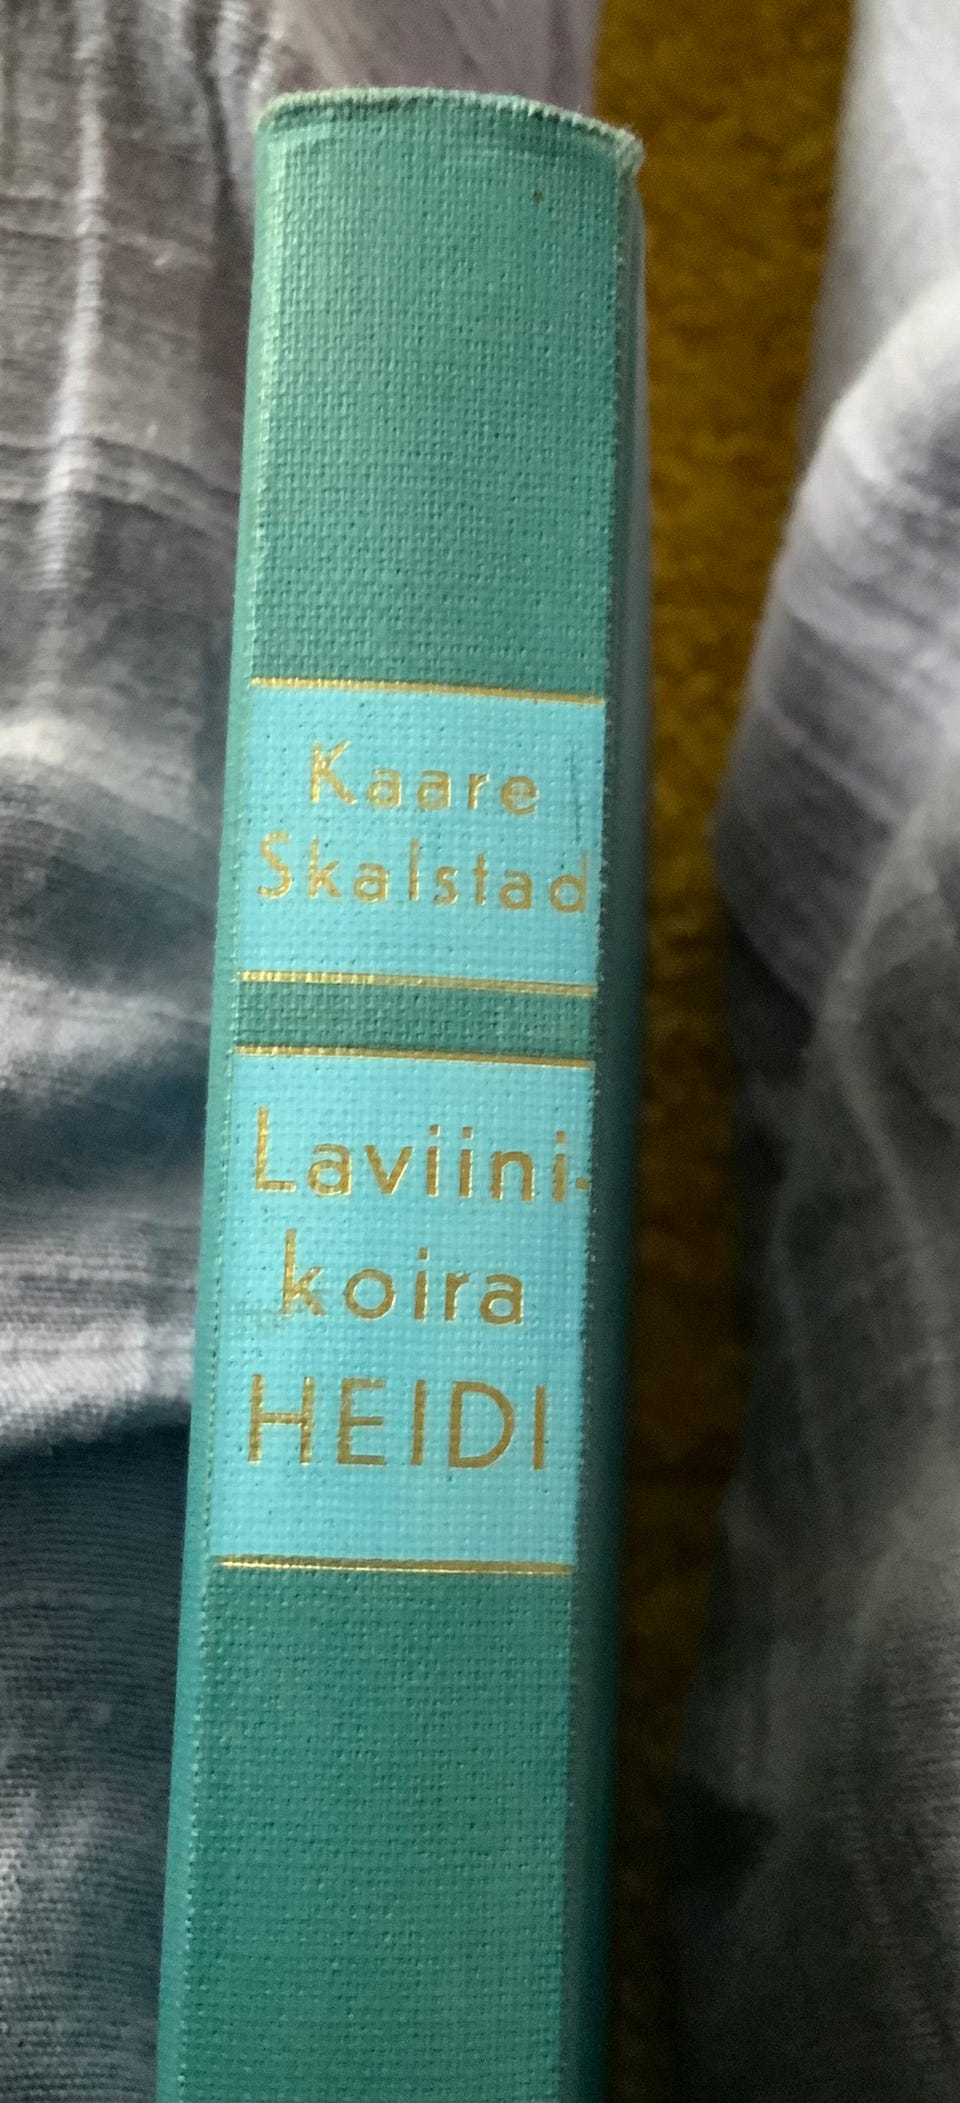 Kaare
Skalstad
Laviini-
koira
HEIDI